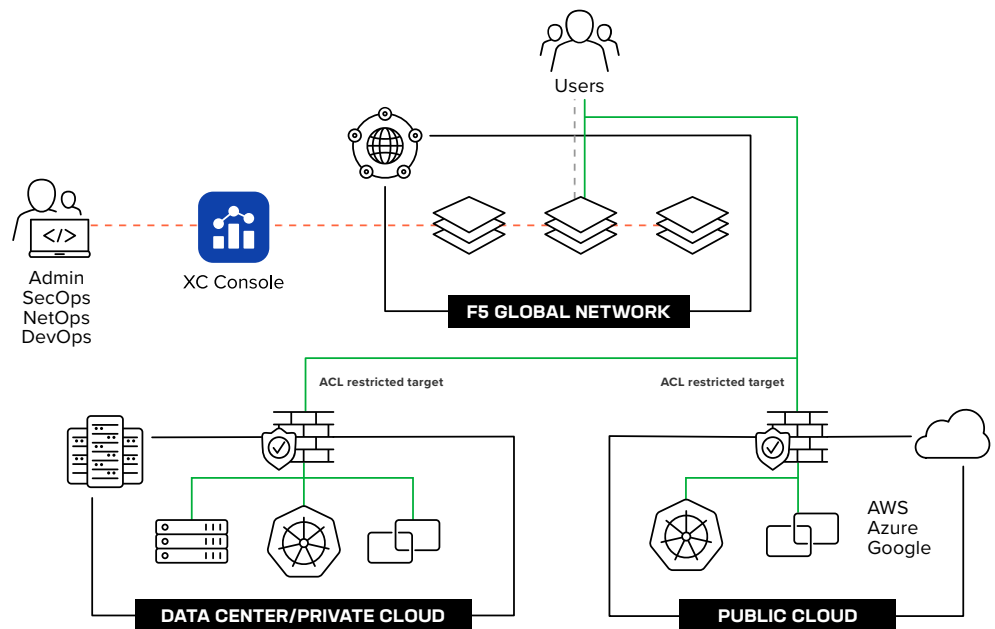 Users
</>
Admin
SecOps
NetOps
DevOps
XC Console
F5 GLOBAL NETWORK
ACL restricted target
ACL restricted target
AWS
Azure
Google
DATA CENTER/PRIVATE CLOUD
PUBLIC CLOUD